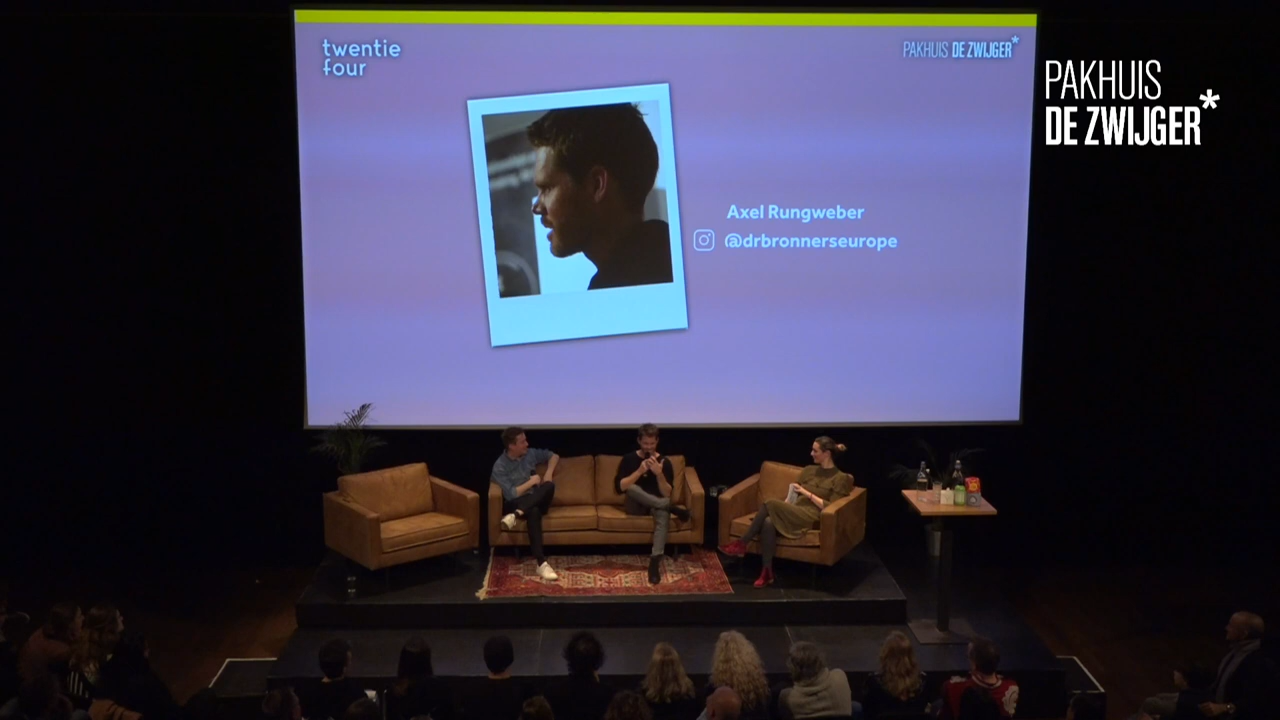 twentie
four
PAKHUIS DE ZWIJGER*
PAKHUIS
DE ZWIJGER*
Axel Rungweber
@drbronnerseurope